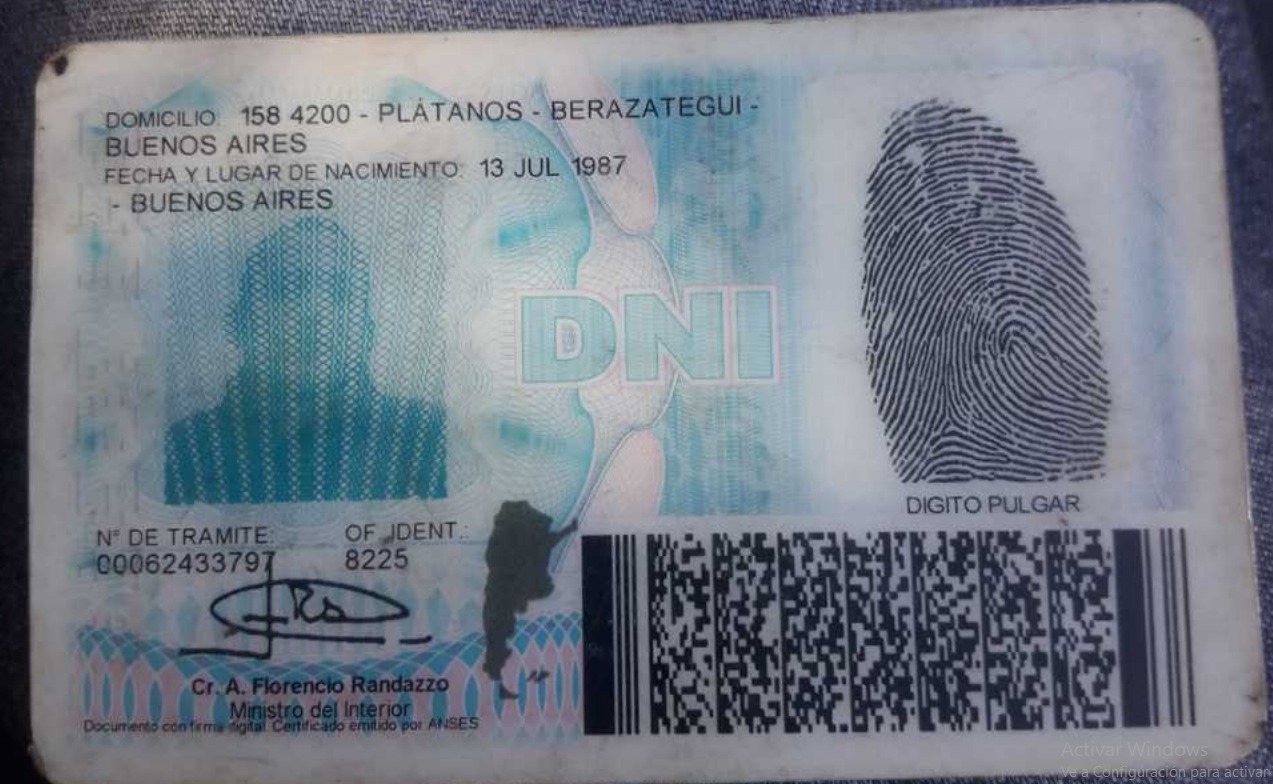 DOMICILIO: 158 4200 - PLÁTANOS - BERAZATEGUI -
BUENOS AIRES
FECHA Y LUGAR DE NACIMIENTO: 13 JUL 1987
- BUENOS AIRES
DNI
DIGITO PULGAR
N° DE TRAMITE: OF. IDENT.:
00062433797 8225
Cr. A. Florencio Randazzo
Ministro del Interior
Documento con firma digital. Certificado emitido por ANSES
Activar Windows
Ve a Configuración para activar